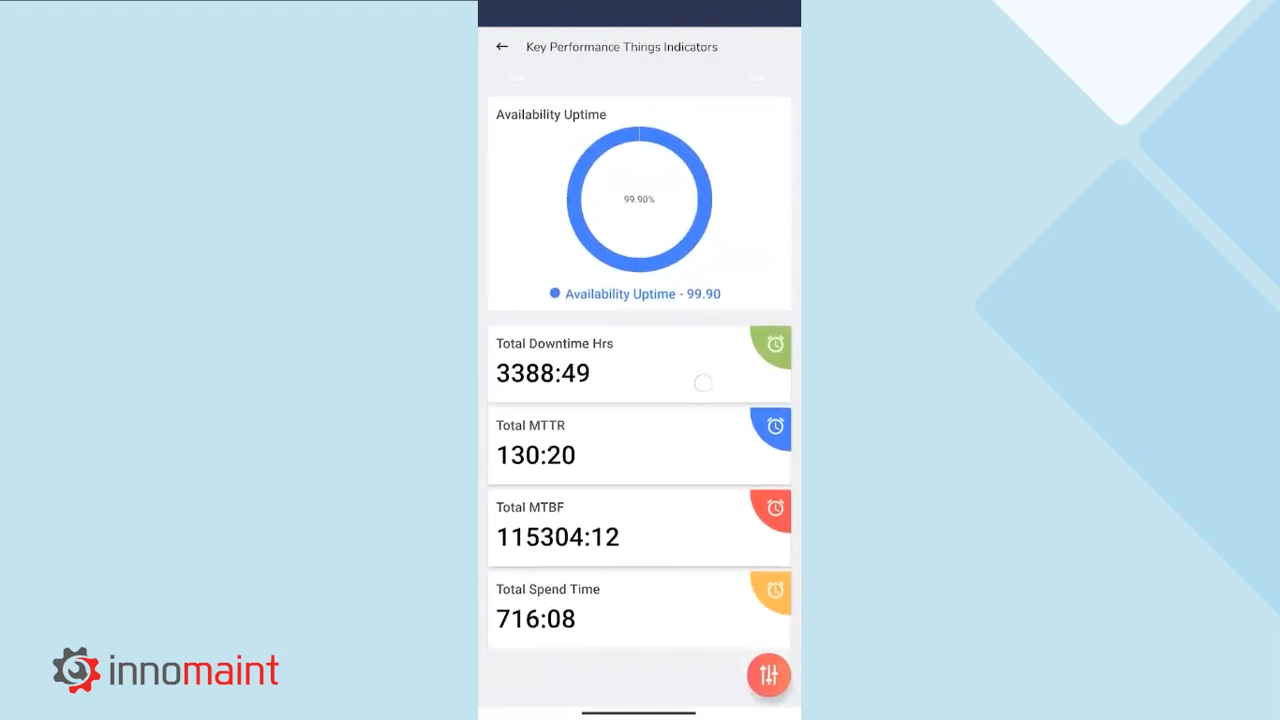 Key Performance Things Indicators
Availability Uptime
99.90%
Availability Uptime - 99.90
Total Downtime Hrs
3388:49
Total MTTR
130:20
Total MTBF
115304:12
Total Spend Time
716:08
innomaint